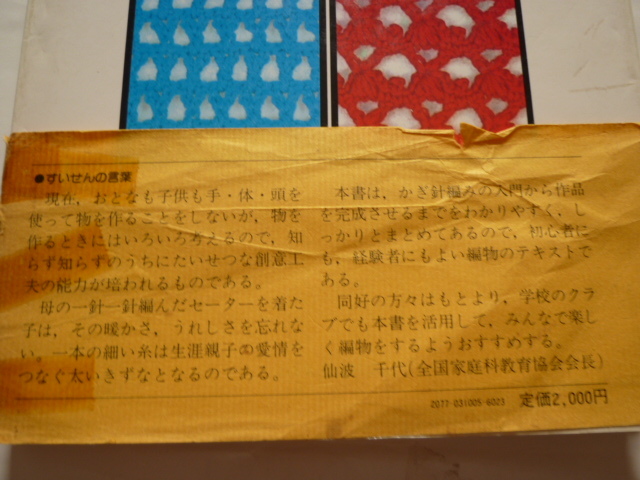 ●すいせんの言葉
現在，おとなも子供も手・体・頭を
使って物を作ることをしないが，物を
作るときにはいろいろ考えるので，知
らず知らずのうちにたいせつな創意工
夫の能力が培われるものである。
母の一針一針編んだセーターを着た
子は，その暖かさ，うれしさを忘れな
い。一本の細い糸は生涯親子の愛情を
つなぐ太いきずなとなるのである。
本書は，かぎ針編みの入門から作品
を完成させるまでをわかりやすく，し
っかりとまとめてあるので，初心者に
も，経験者にもよい編物のテキストで
ある。
同好の方々はもとより，学校のクラ
ブでも本書を活用して，みんなで楽し
く編物をするようおすすめする。
仙波　千代(全国家庭科教育協会会長)
2077-031005-6023 定価2,000円